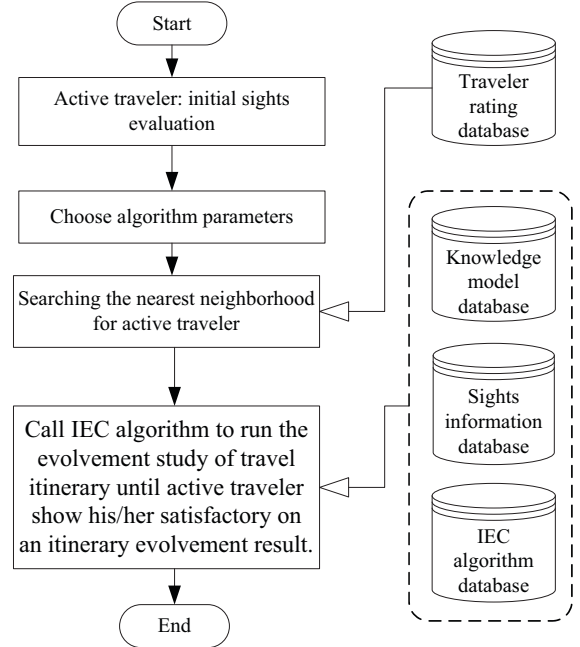 Start
Active traveler: initial sights
evaluation
Choose algorithm parameters
Searching the nearest neighborhood
for active traveler
Call IEC algorithm to run the
evolvement study of travel
itinerary until active traveler
show his/her satisfactory on
an itinerary evolvement result.
End
Traveler
rating
database
Knowledge
model
database
Sights
information
database
IEC
algorithm
database